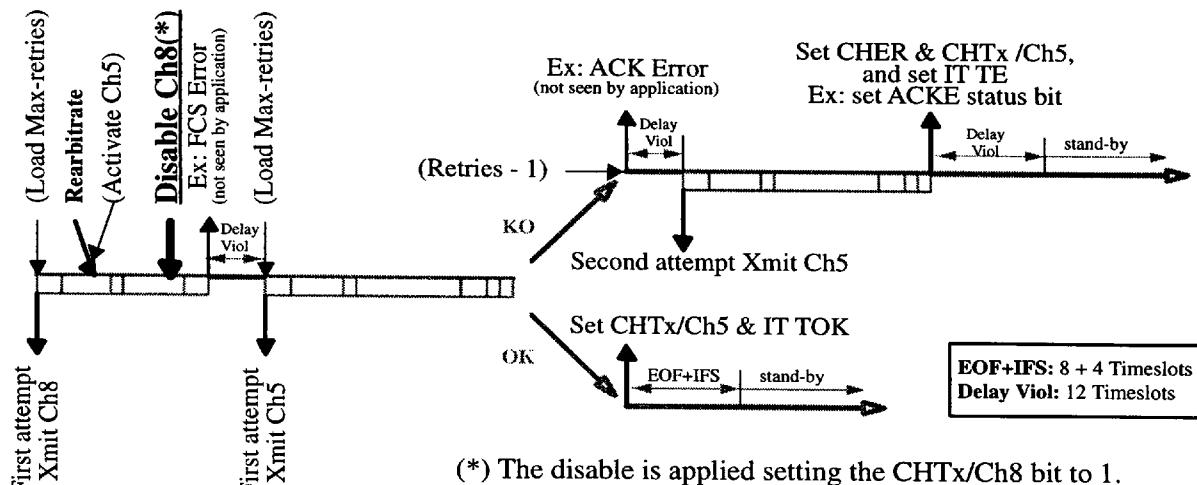 (Load Max-retries)
Rearbitrate
(Activate Ch5)
Disable Ch8(*)
Ex: FCS Error
(not seen by application)
(Load Max-retries)
Delay
Viol
First attempt
Xmit Ch8
First attempt
Xmit Ch5
KO
OK
(Retries - 1)
Ex: ACK Error
(not seen by application)
Delay
Viol
Second attempt Xmit Ch5
Set CHER & CHTx /Ch5,
and set IT TE
Ex: set ACKE status bit
Delay
Viol
stand-by
Set CHTx/Ch5 & IT TOK
EOF+IFS
stand-by
EOF+IFS: 8 + 4 Timeslots
Delay Viol: 12 Timeslots
(*) The disable is applied setting the CHTx/Ch8 bit to 1.